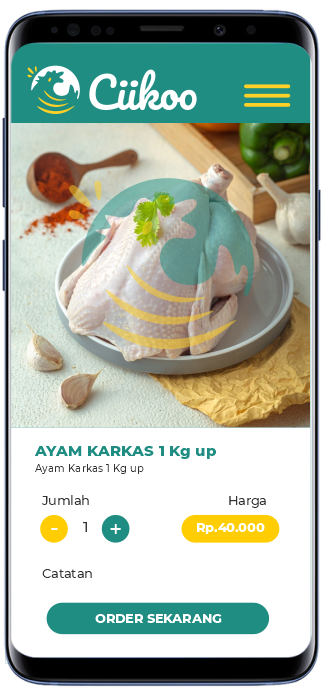 Ciikoo
AYAM KARKAS 1 Kg up
Ayam Karkas 1 Kg up
Jumlah
Harga
- 1 +
Rp.40.000
Catatan
ORDER SEKARANG